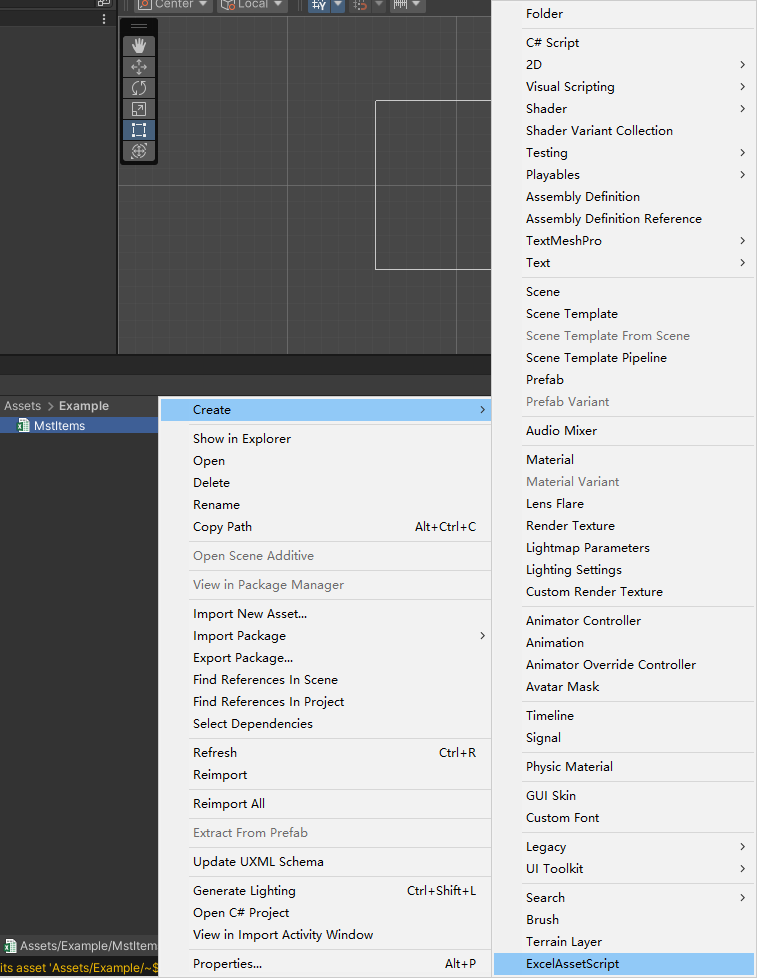 Center
Local
Assets > Example
MstItems
Create
Show in Explorer
Open
Delete
Rename
Copy Path Alt+Ctrl+C
Open Scene Additive
View in Package Manager
Import New Asset...
Import Package
Export Package...
Find References In Scene
Find References In Project
Select Dependencies
Refresh Ctrl+R
Reimport
Reimport All
Extract From Prefab
Update UXML Schema
Generate Lighting Ctrl+Shift+L
Open C# Project
View in Import Activity Window
Properties... Alt+P
Folder
C# Script
2D
Visual Scripting
Shader
Shader Variant Collection
Testing
Playables
Assembly Definition
Assembly Definition Reference
TextMeshPro
Text
Scene
Scene Template
Scene Template From Scene
Scene Template Pipeline
Prefab
Prefab Variant
Audio Mixer
Material
Material Variant
Lens Flare
Render Texture
Lightmap Parameters
Lighting Settings
Custom Render Texture
Animator Controller
Animation
Animator Override Controller
Avatar Mask
Timeline
Signal
Physic Material
GUI Skin
Custom Font
Legacy
UI Toolkit
Search
Brush
Terrain Layer
ExcelAssetScript
Assets/Example/MstItem
its asset 'Assets/Example/~$